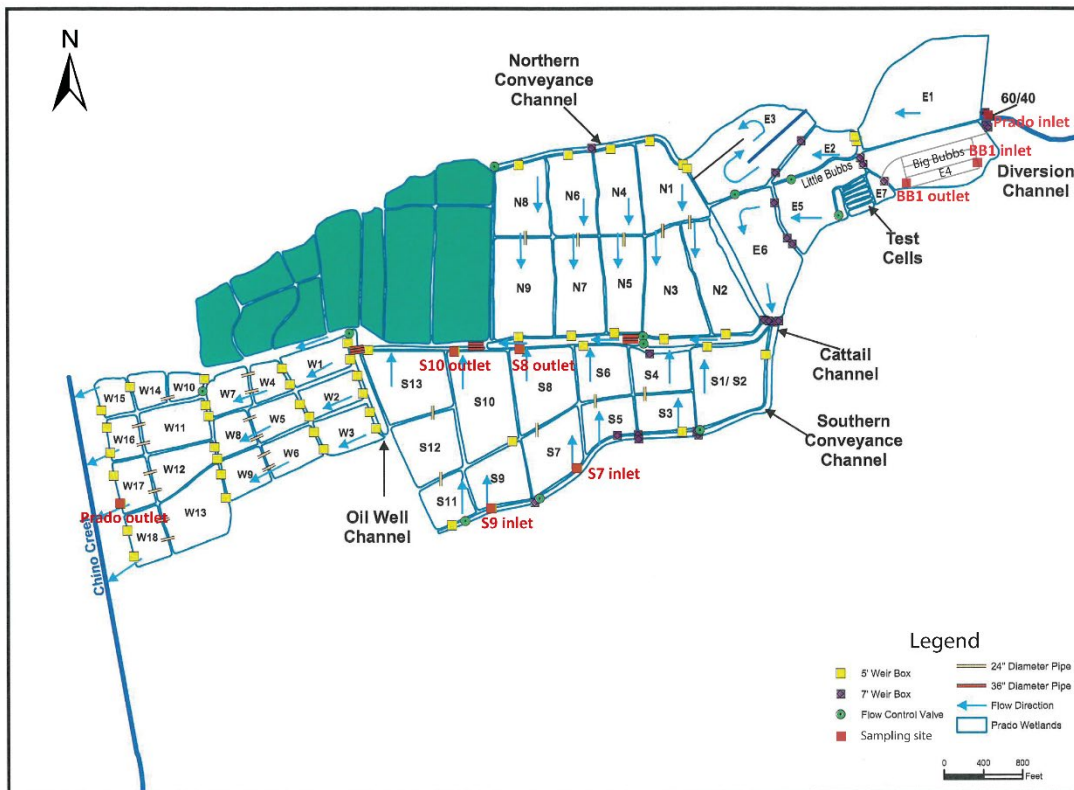 N
Northern
Conveyance
Channel
E1
60/40
Prado inlet
E3
E2
Big Bubbs
BB1 inlet
E4
Diversion
Channel
Little Bubbs
E7
BB1 outlet
E5
Test
Cells
E6
N8
N6
N4
N1
N9
N7
N5
N3
N2
Cattail
Channel
S10 outlet
S8 outlet
S13
S10
S8
S6
S4
S1/ S2
S12
S7
S5
S3
Southern
Conveyance
Channel
S11
S9
S7 inlet
S9 inlet
Oil Well
Channel
W1
W2
W3
W4
W5
W6
W7
W8
W9
W10
W11
W12
W13
W14
W15
W16
W17
W18
Prado outlet
Chino Creek
Legend
5' Weir Box
7' Weir Box
Flow Control Valve
Sampling site
24" Diameter Pipe
36" Diameter Pipe
Flow Direction
Prado Wetlands
0 400 800
Feet